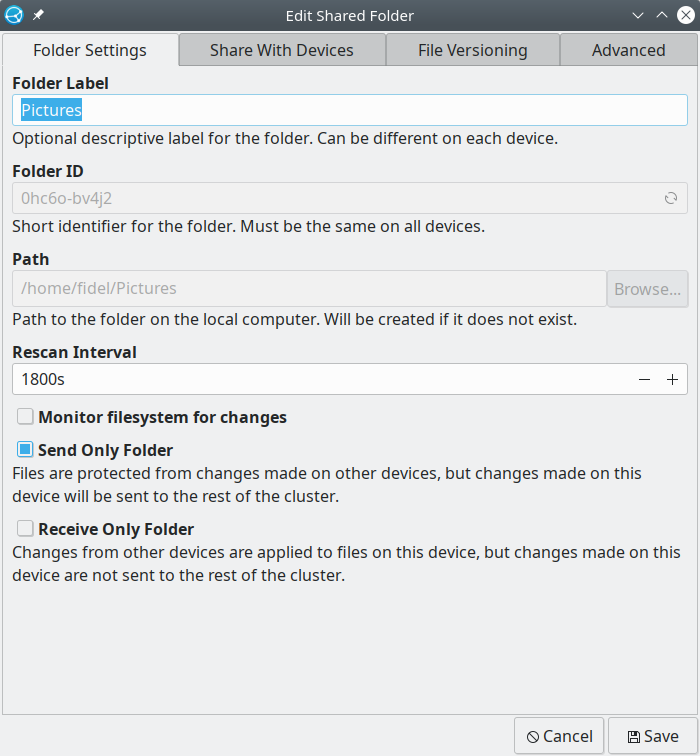 Edit Shared Folder
Folder Settings
Share With Devices
File Versioning
Advanced
Folder Label
Pictures
Optional descriptive label for the folder. Can be different on each device.
Folder ID
0hc6o-bv4j2
Short identifier for the folder. Must be the same on all devices.
Path
/home/fidel/Pictures
Browse...
Path to the folder on the local computer. Will be created if it does not exist.
Rescan Interval
1800s
Monitor filesystem for changes
Send Only Folder
Files are protected from changes made on other devices, but changes made on this
device will be sent to the rest of the cluster.
Receive Only Folder
Changes from other devices are applied to files on this device, but changes made on this
device are not sent to the rest of the cluster.
Cancel
Save